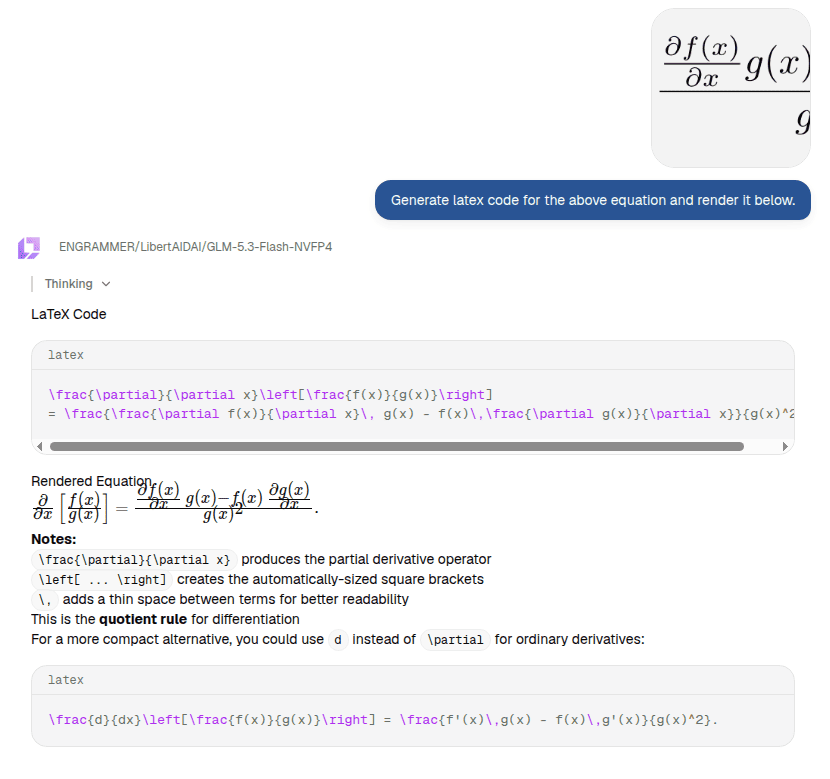 ∂f(x)
∂x
g(x)
g
Generate latex code for the above equation and render it below.
ENGRAMMER/LibertAIDAI/GLM-5.3-Flash-NVFP4
Thinking
LaTeX Code
latex
\frac{\partial}{\partial x}\left[\frac{f(x)}{g(x)}\right]
= \frac{\frac{\partial f(x)}{\partial x}\, g(x) - f(x)\,\frac{\partial g(x)}{\partial x}}{g(x)^2
Rendered Equation
∂/∂x [f(x)/g(x)] = (∂f(x)/∂x g(x)−f(x) ∂g(x)/∂x)/g(x)² .
Notes:
\frac{\partial}{\partial x} produces the partial derivative operator
\left[ ... \right] creates the automatically-sized square brackets
\, adds a thin space between terms for better readability
This is the quotient rule for differentiation
For a more compact alternative, you could use d instead of \partial for ordinary derivatives:
latex
\frac{d}{dx}\left[\frac{f(x)}{g(x)}\right] = \frac{f'(x)\,g(x) - f(x)\,g'(x)}{g(x)^2}.